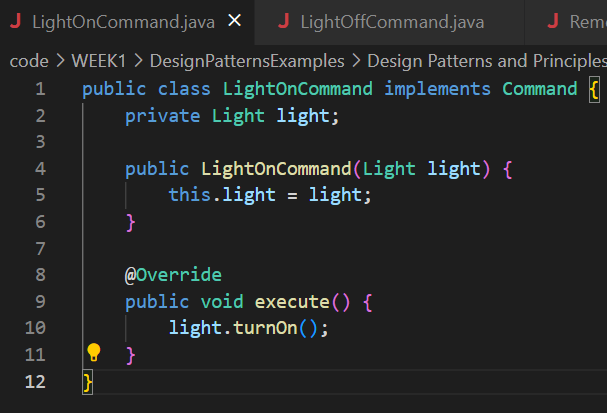 J LightOnCommand.java × J LightOffCommand.java J Rem
code > WEEK1 > DesignPatternsExamples > Design Patterns and Principles
1 public class LightOnCommand implements Command {
2     private Light light;
3
4     public LightOnCommand(Light light) {
5         this.light = light;
6     }
7
8     @Override
9     public void execute() {
10         light.turnOn();
11     }
12 }